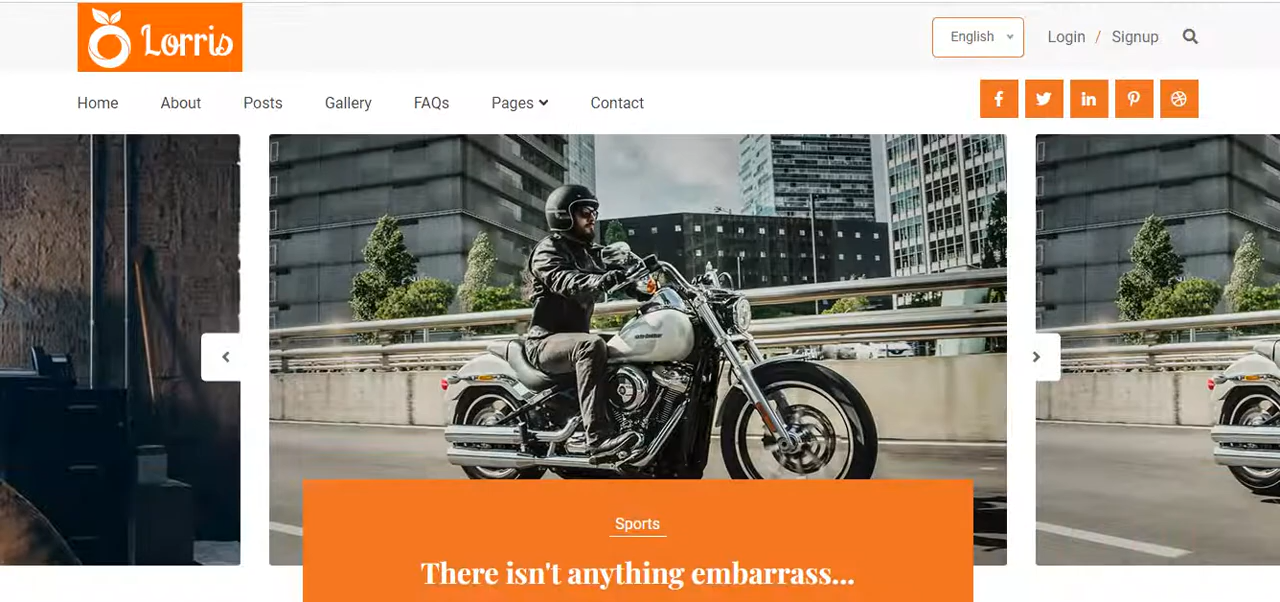 Lorris
English
Login / Signup
Home About Posts Gallery FAQs Pages Contact
Sports
There isn't anything embarrass...